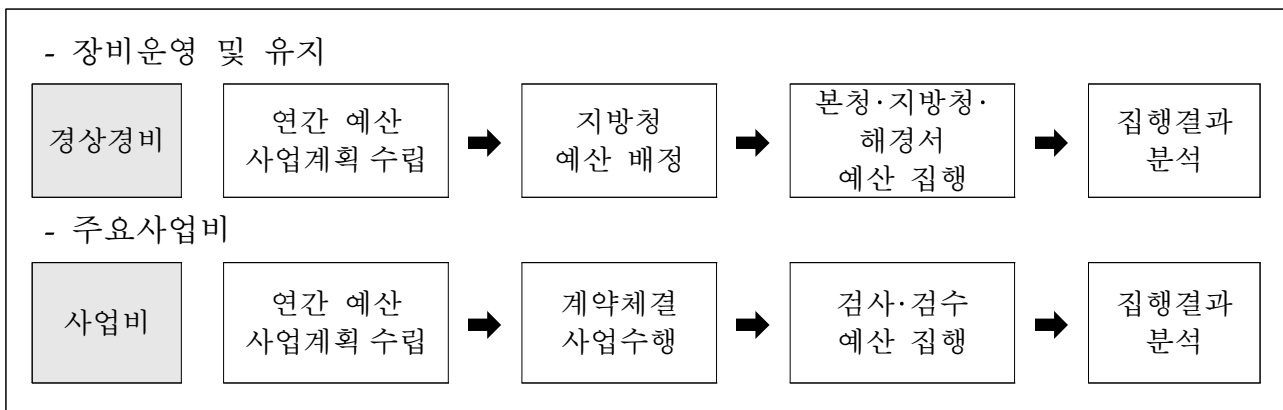 - 장비운영 및 유지
경상경비
연간 예산
사업계획 수립
지방청
예산 배정
본청·지방청·
해경서
예산 집행
집행결과
분석
- 주요사업비
사업비
연간 예산
사업계획 수립
계약체결
사업수행
검사·검수
예산 집행
집행결과
분석